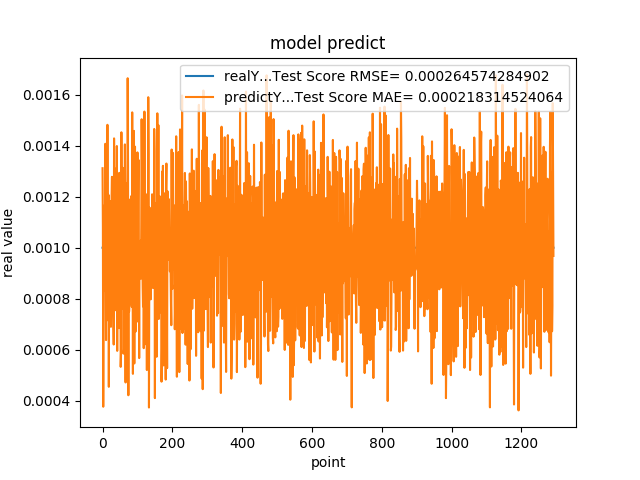 model predict
realY...Test Score RMSE= 0.000264574284902
predictY...Test Score MAE= 0.000218314524064
0.0016
0.0014
0.0012
0.0010
0.0008
0.0006
0.0004
real value
0 200 400 600 800 1000 1200
point